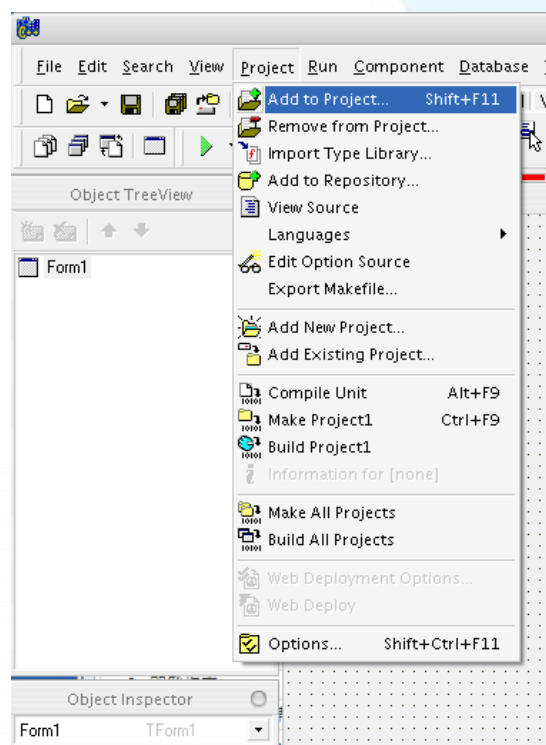 File Edit Search View Project Run Component Database
Add to Project... Shift+F11
Remove from Project...
Import Type Library...
Add to Repository...
View Source
Languages
Edit Option Source
Export Makefile...
Add New Project...
Add Existing Project...
Compile Unit Alt+F9
Make Project1 Ctrl+F9
Build Project1
Information for [none]
Make All Projects
Build All Projects
Web Deployment Options...
Web Deploy
Options... Shift+Ctrl+F11
Object TreeView
Form1
Object Inspector
Form1 TForm1